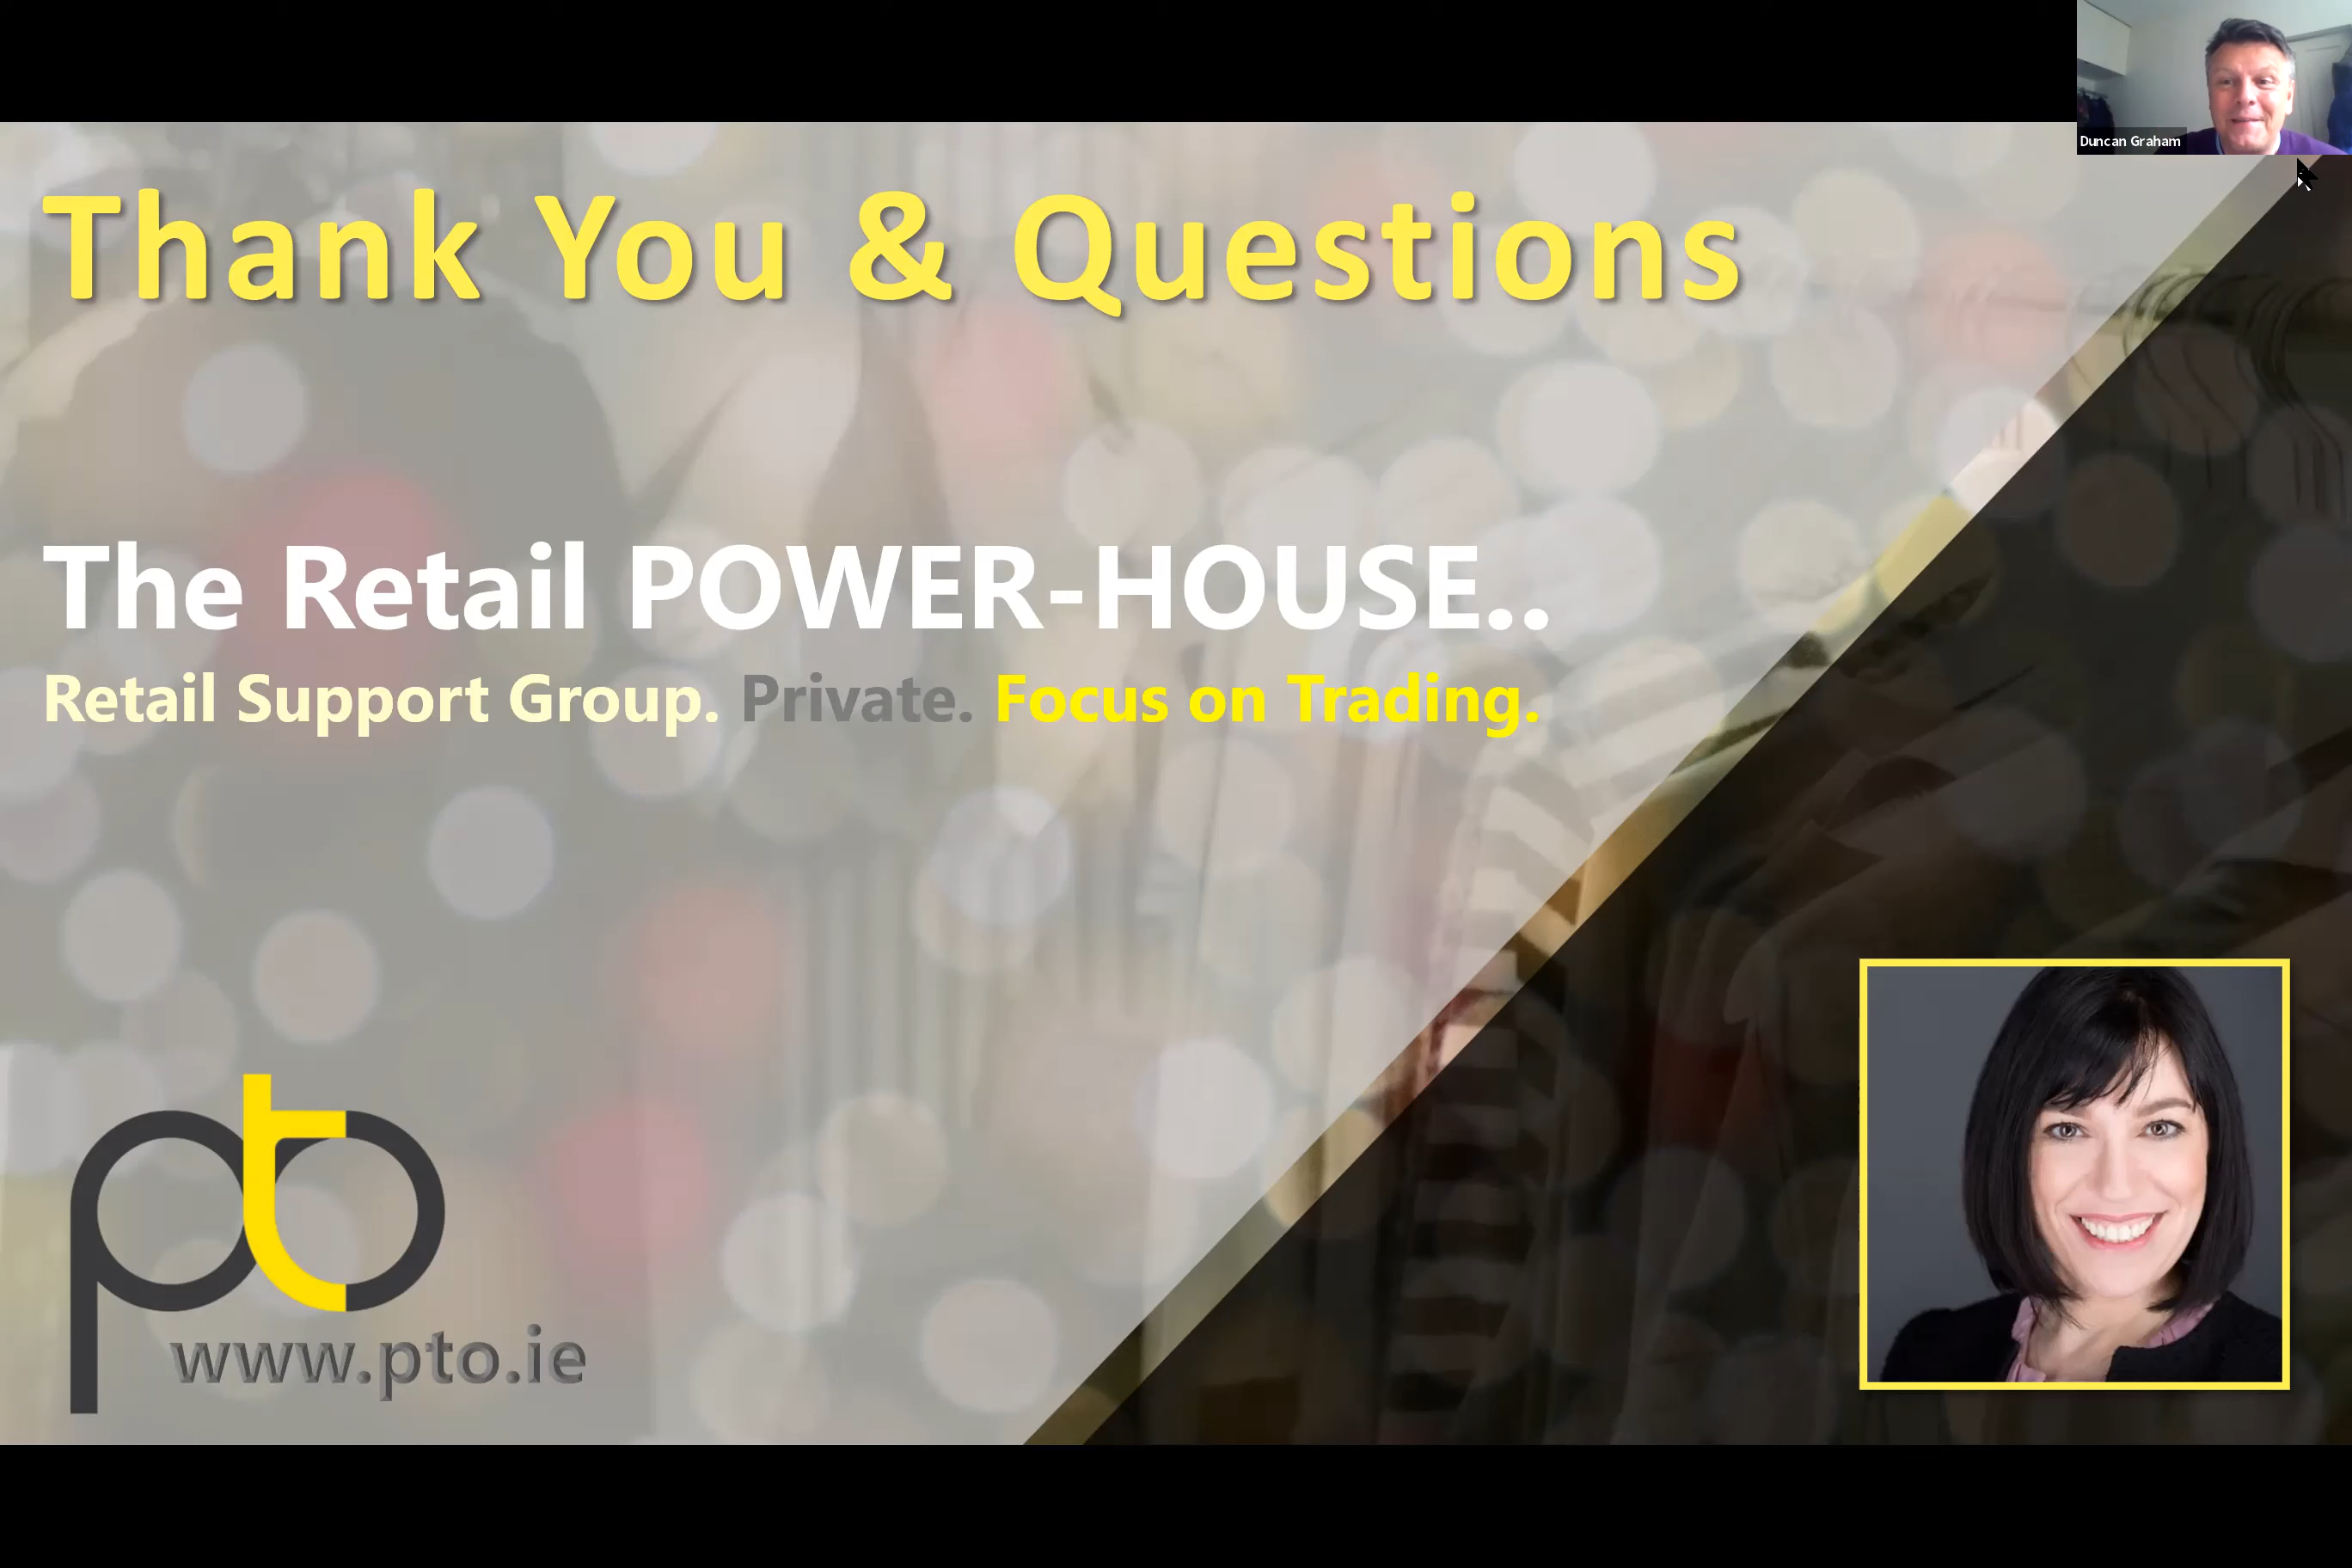 Duncan Graham
Thank You & Questions
The Retail POWER-HOUSE..
Retail Support Group. Private. Focus on Trading.
pto
www.pto.ie